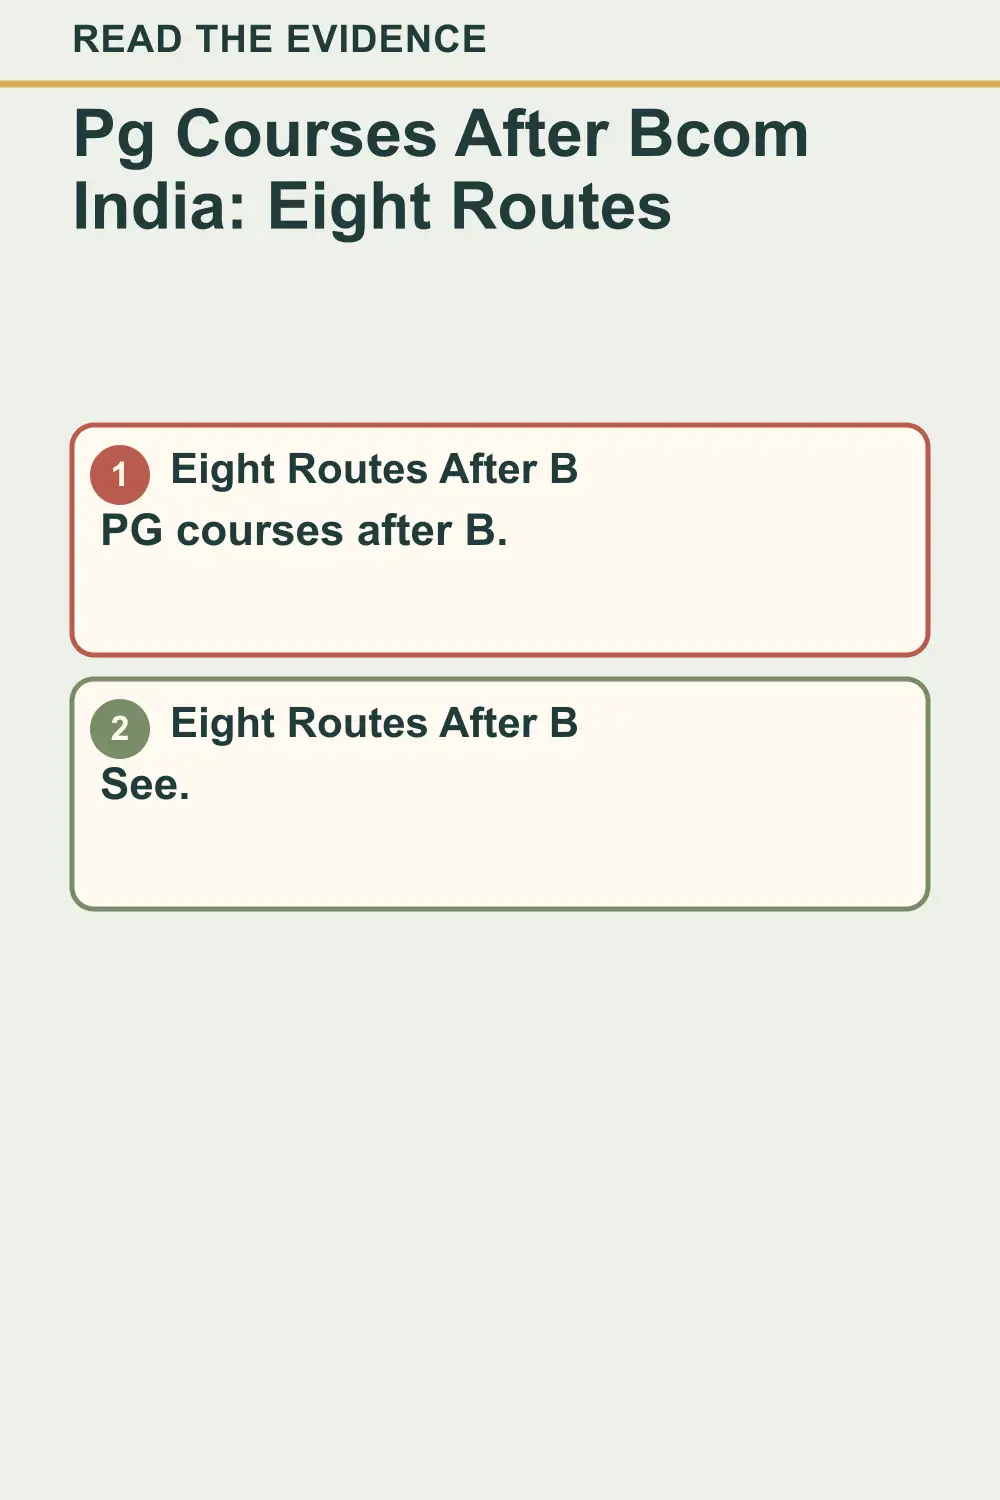 READ THE EVIDENCE
Pg Courses After Bcom
India: Eight Routes
1 Eight Routes After B
PG courses after B.
2 Eight Routes After B
See.